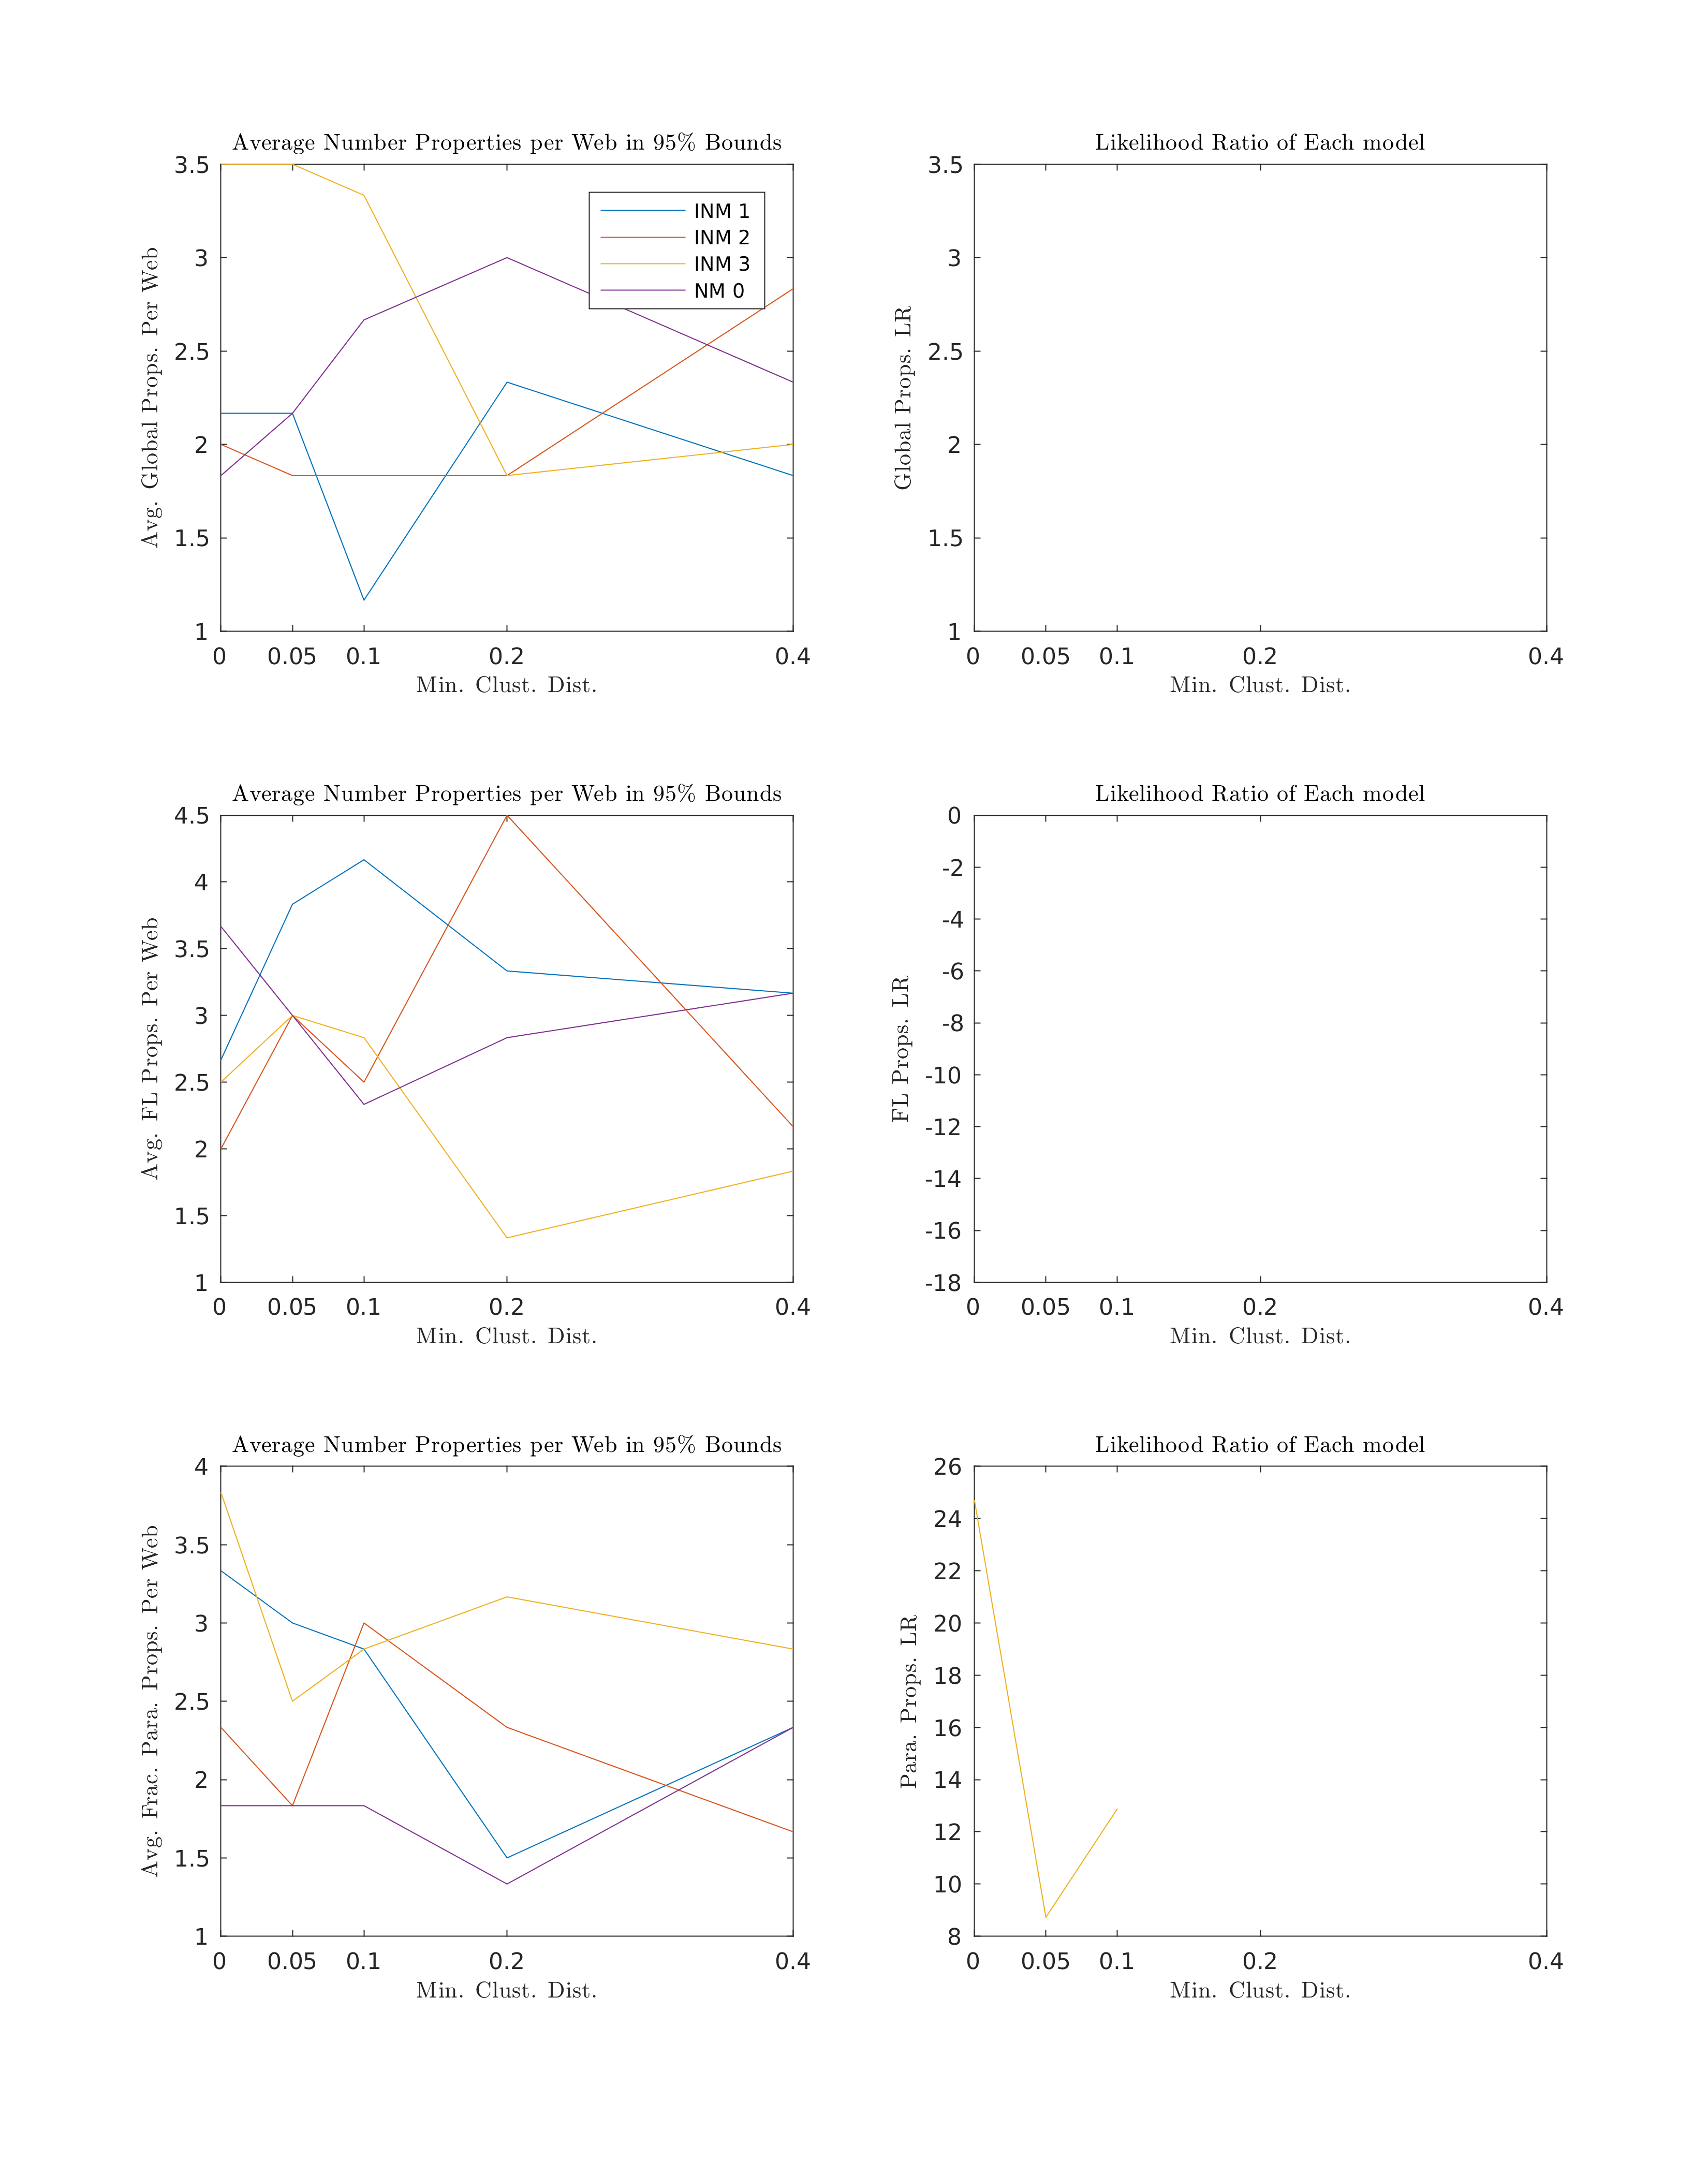 Average Number Properties per Web in 95% Bounds
Avg. Global Props. Per Web
3.5
3
2.5
2
1.5
1
INM 1
INM 2
INM 3
NM 0
0 0.05 0.1 0.2 0.4
Min. Clust. Dist.
Likelihood Ratio of Each model
Global Props. LR
3.5
3
2.5
2
1.5
1
0 0.05 0.1 0.2 0.4
Min. Clust. Dist.
Average Number Properties per Web in 95% Bounds
Avg. FL Props. Per Web
4.5
4
3.5
3
2.5
2
1.5
1
0 0.05 0.1 0.2 0.4
Min. Clust. Dist.
Likelihood Ratio of Each model
FL Props. LR
0
-2
-4
-6
-8
-10
-12
-14
-16
-18
0 0.05 0.1 0.2 0.4
Min. Clust. Dist.
Average Number Properties per Web in 95% Bounds
Avg. Frac. Para. Props. Per Web
4
3.5
3
2.5
2
1.5
1
0 0.05 0.1 0.2 0.4
Min. Clust. Dist.
Likelihood Ratio of Each model
Para. Props. LR
26
24
22
20
18
16
14
12
10
8
0 0.05 0.1 0.2 0.4
Min. Clust. Dist.